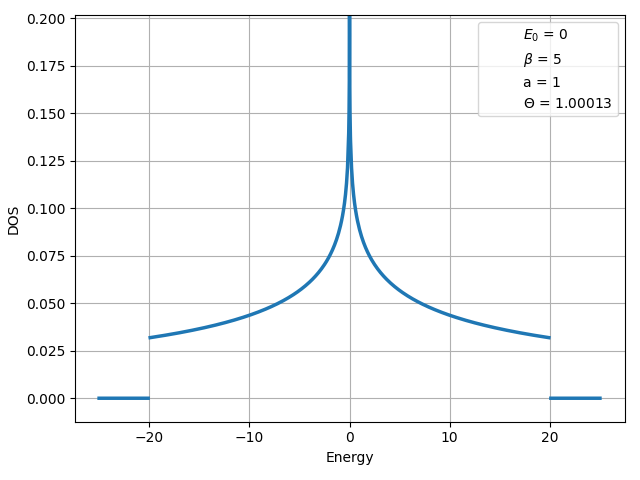 0.200
0.175
0.150
0.125
0.100
0.075
0.050
0.025
0.000
DOS
−20
−10
0
10
20
Energy
E₀ = 0
β = 5
a = 1
Θ = 1.00013